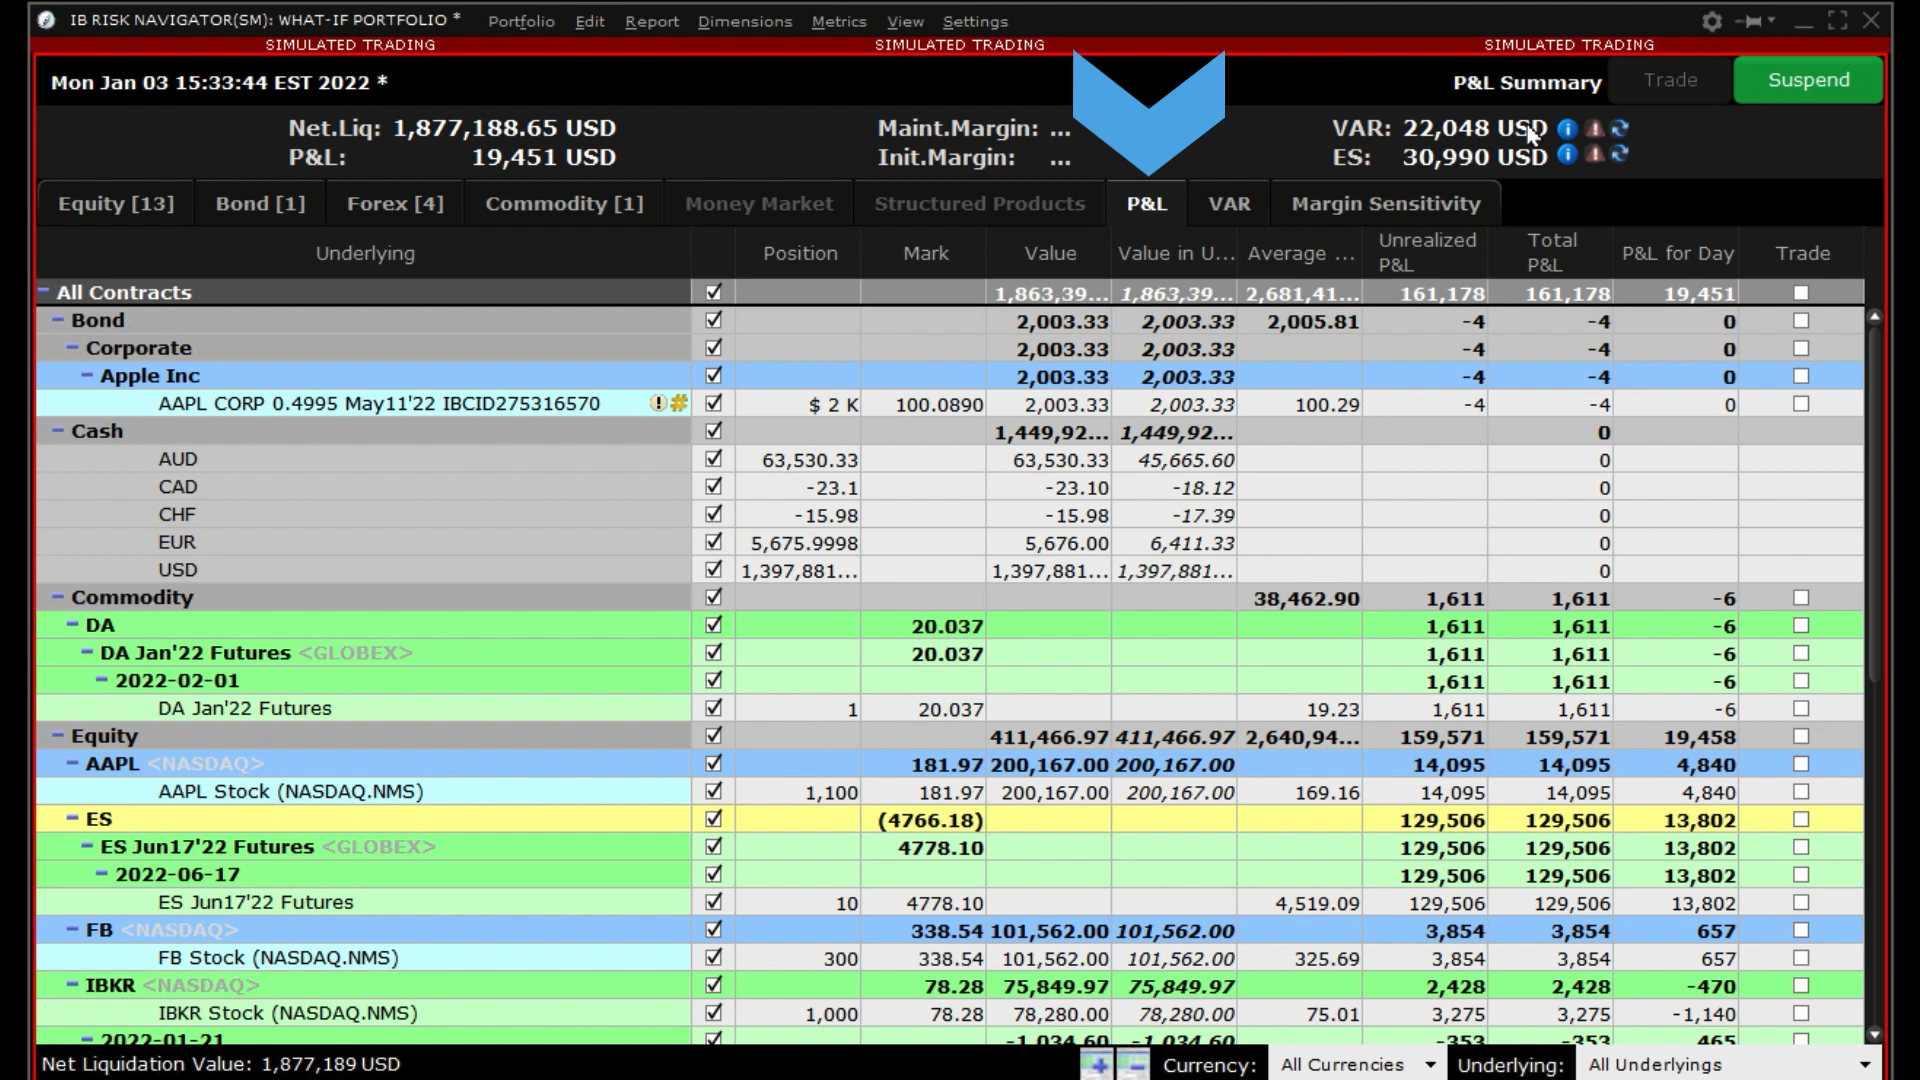 IB RISK NAVIGATOR(SM): WHAT-IF PORTFOLIO * Portfolio Edit Report Dimensions Metrics View Settings
SIMULATED TRADING SIMULATED TRADING SIMULATED TRADING
Mon Jan 03 15:33:44 EST 2022 * P&L Summary Trade Suspend
Net.Liq: 1,877,188.65 USD Maint.Margin: ... VAR: 22,048 USD
P&L: 19,451 USD Init.Margin: ... ES: 30,990 USD
Equity [13] Bond [1] Forex [4] Commodity [1] Money Market Structured Products P&L VAR Margin Sensitivity
Underlying Position Mark Value Value in U... Average ... Unrealized P&L Total P&L P&L for Day Trade
All Contracts 1,863,39... 1,863,39... 2,681,41... 161,178 161,178 19,451
Bond 2,003.33 2,003.33 2,005.81 -4 -4 0
Corporate 2,003.33 2,003.33 -4 -4 0
Apple Inc 2,003.33 2,003.33 -4 -4 0
AAPL CORP 0.4995 May11'22 IBCID275316570 $ 2 K 100.0890 2,003.33 2,003.33 100.29 -4 -4 0
Cash 1,449,92... 1,449,92... 0
AUD 63,530.33 63,530.33 45,665.60 0
CAD -23.1 -23.10 -18.12 0
CHF -15.98 -15.98 -17.39 0
EUR 5,675.9998 5,676.00 6,411.33 0
USD 1,397,881... 1,397,881... 1,397,881... 0
Commodity 38,462.90 1,611 1,611 -6
DA 20.037 1,611 1,611 -6
DA Jan'22 Futures <GLOBEX> 20.037 1,611 1,611 -6
2022-02-01 1,611 1,611 -6
DA Jan'22 Futures 1 20.037 19.23 1,611 1,611 -6
Equity 411,466.97 411,466.97 2,640,94... 159,571 159,571 19,458
AAPL <NASDAQ> 181.97 200,167.00 200,167.00 14,095 14,095 4,840
AAPL Stock (NASDAQ.NMS) 1,100 181.97 200,167.00 200,167.00 169.16 14,095 14,095 4,840
ES (4766.18) 129,506 129,506 13,802
ES Jun17'22 Futures <GLOBEX> 4778.10 129,506 129,506 13,802
2022-06-17 129,506 129,506 13,802
ES Jun17'22 Futures 10 4778.10 4,519.09 129,506 129,506 13,802
FB <NASDAQ> 338.54 101,562.00 101,562.00 3,854 3,854 657
FB Stock (NASDAQ.NMS) 300 338.54 101,562.00 101,562.00 325.69 3,854 3,854 657
IBKR <NASDAQ> 78.28 75,849.97 75,849.97 2,428 2,428 -470
IBKR Stock (NASDAQ.NMS) 1,000 78.28 78,280.00 78,280.00 75.01 3,275 3,275 -1,140
2022-01-21 -1,034.60 -1,034.60 -353 -353 465
Net Liquidation Value: 1,877,189 USD Currency: All Currencies Underlying: All Underlyings